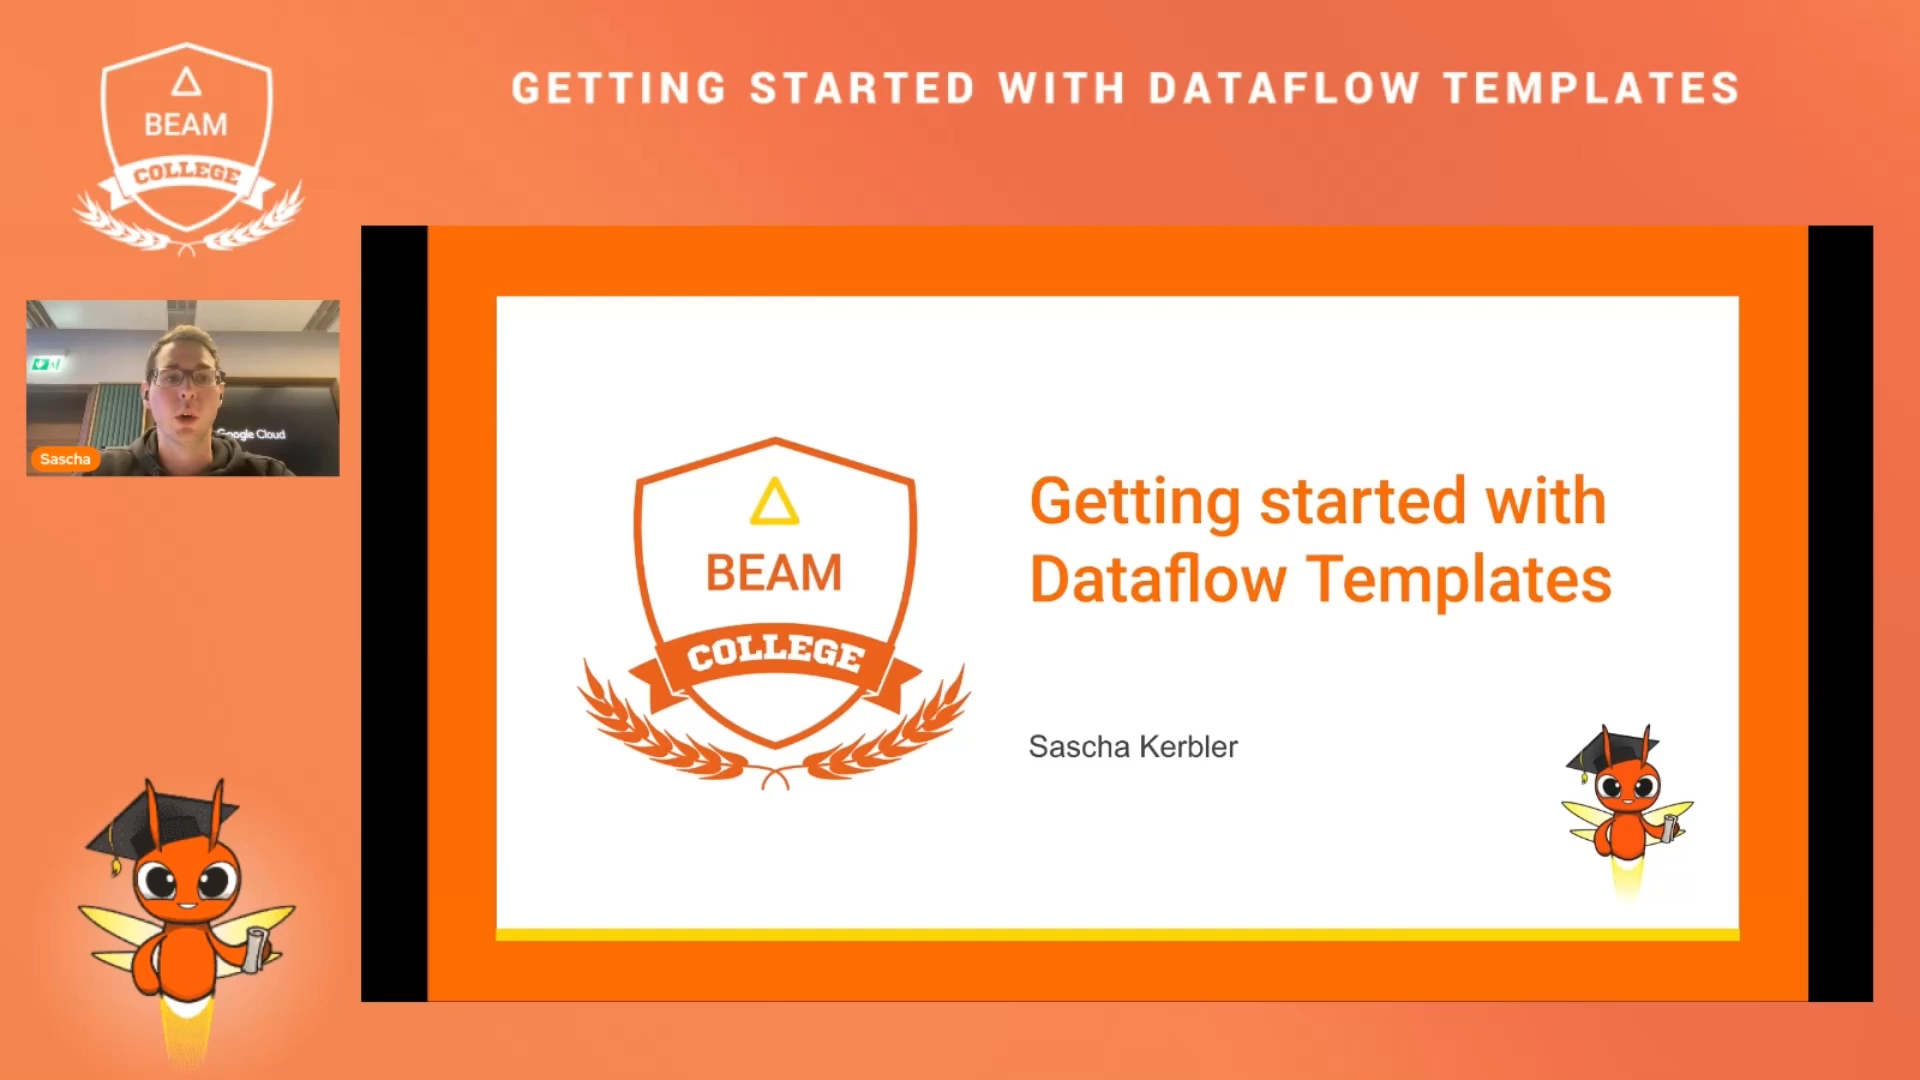 BEAM
COLLEGE
GETTING STARTED WITH DATAFLOW TEMPLATES
Google Cloud
Sascha
BEAM
COLLEGE
Getting started with
Dataflow Templates
Sascha Kerbler